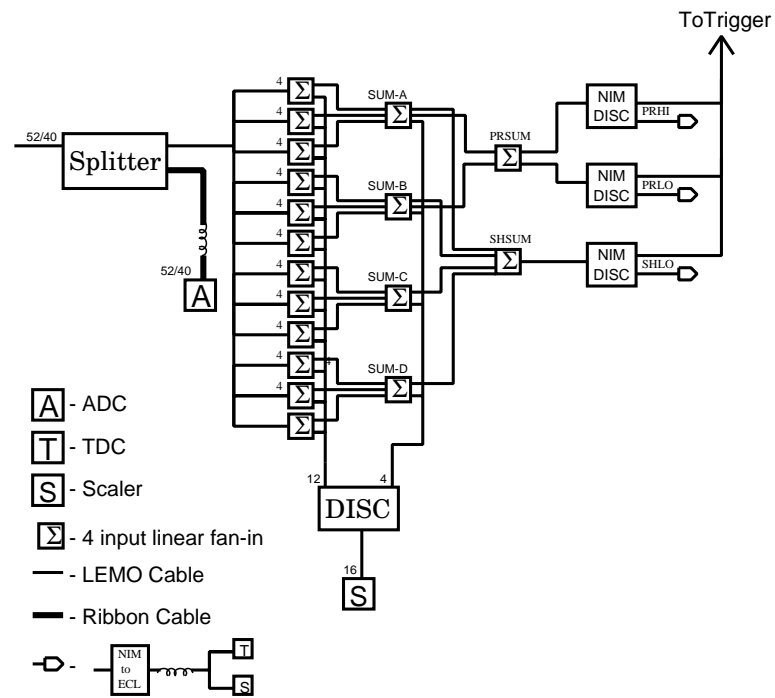 ToTrigger
52/40
Splitter
52/40
A
4
Σ
4
Σ
4
Σ
4
Σ
4
Σ
4
Σ
4
Σ
4
Σ
4
Σ
4
Σ
4
Σ
Σ
4
SUM-A
Σ
SUM-B
Σ
SUM-C
Σ
SUM-D
Σ
PRSUM
Σ
SHSUM
Σ
NIM
DISC
PRHI
NIM
DISC
PRLO
NIM
DISC
SHLO
12
4
DISC
16
S
A - ADC
T - TDC
S - Scaler
Σ - 4 input linear fan-in
- LEMO Cable
- Ribbon Cable
-
NIM
to
ECL
T
S